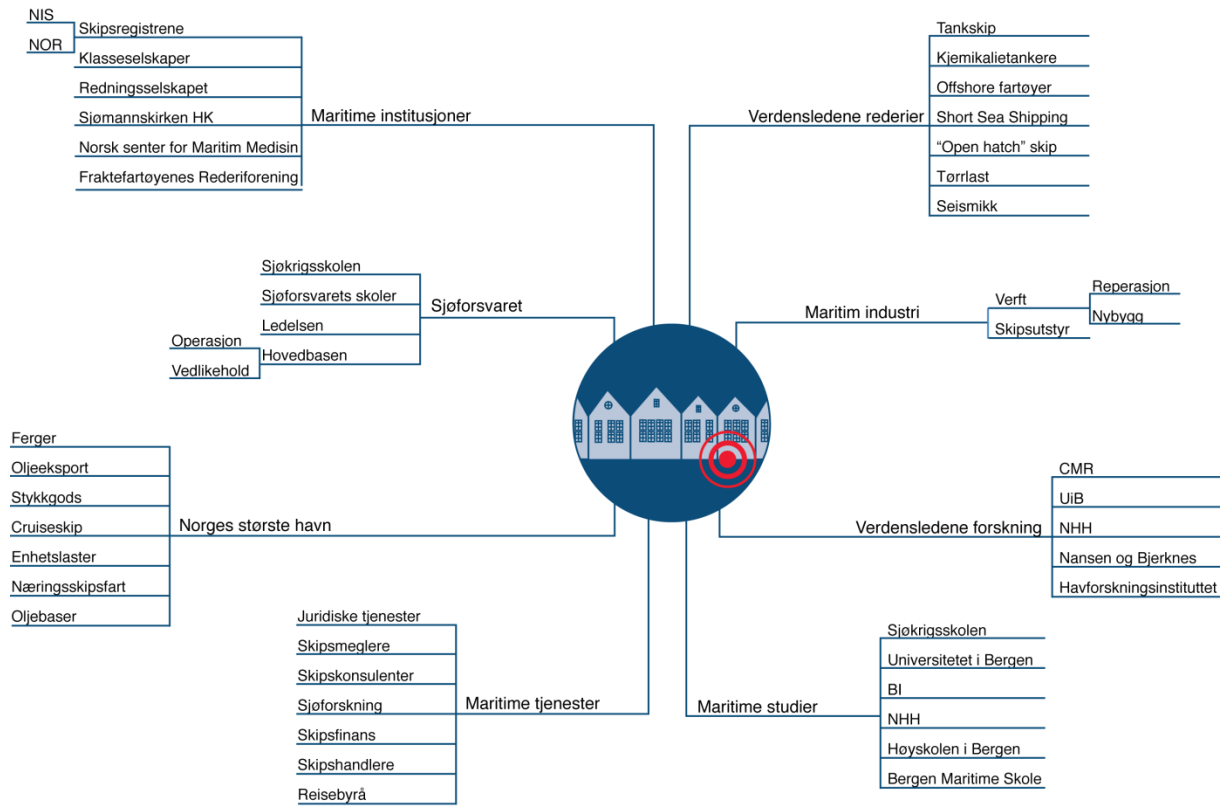 NIS
NOR
Skipsregistrene
Klasseselskaper
Redningsselskapet
Sjømannskirken HK
Norsk senter for Maritim Medisin
Fraktefartøyenes Rederiforening
Maritime institusjoner
Verdensledene rederier
Tankskip
Kjemikalietankere
Offshore fartøyer
Short Sea Shipping
“Open hatch” skip
Tørrlast
Seismikk
Sjøkrigsskolen
Sjøforsvarets skoler
Ledelsen
Hovedbasen
Operasjon
Vedlikehold
Sjøforsvaret
Maritim industri
Verft
Skipsutstyr
Reperasjon
Nybygg
Ferger
Oljeeksport
Stykkgods
Cruiseskip
Enhetslaster
Næringsskipsfart
Oljebaser
Norges største havn
Verdensledene forskning
CMR
UiB
NHH
Nansen og Bjerknes
Havforskningsinstituttet
Juridiske tjenester
Skipsmeglere
Skipskonsulenter
Sjøforskning
Skipsfinans
Skipshandlere
Reisebyrå
Maritime tjenester
Maritime studier
Sjøkrigsskolen
Universitetet i Bergen
BI
NHH
Høyskolen i Bergen
Bergen Maritime Skole